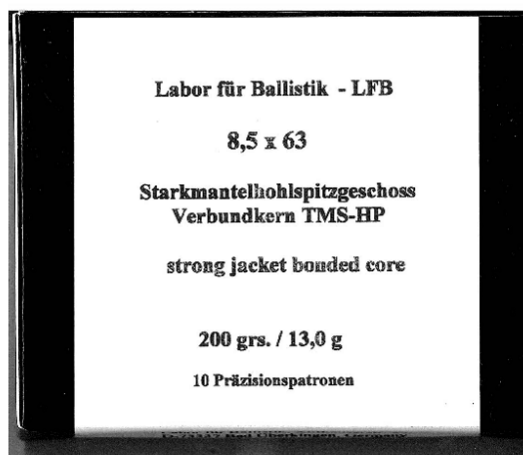 Labor für Ballistik - LFB
8,5 x 63
Starkmantelhohlspitzgeschoss
Verbundkern TMS-HP
strong jacket bonded core
200 grs. / 13,0 g
10 Präzisionspatronen